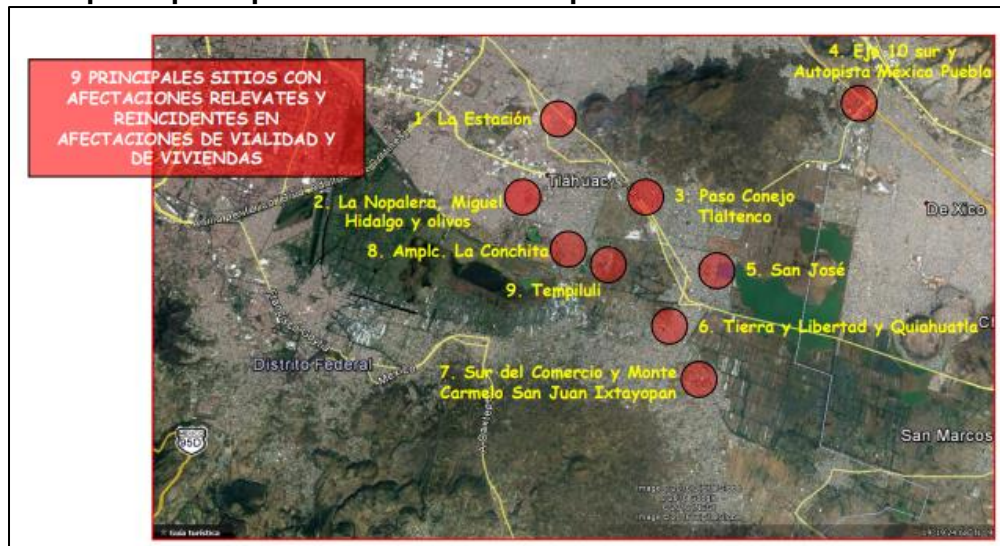 9 PRINCIPALES SITIOS CON
AFECTACIONES RELEVATES Y
REINCIDENTES EN
AFECTACIONES DE VIALIDAD Y
DE VIVIENDAS
4. Eje 10 sur y
Autopista México Puebla
1. La Estación
Tláhuac
2. La Nopalera, Miguel
Hidalgo y olivos
3. Paso Conejo
Tláltenco
De Xico
8. Amplc. La Conchita
9. Tempiluli
5. San José
6. Tierra y Libertad y Quiahuatla
Distrito Federal
Mexico
7. Sur del Comercio y Monte
Carmelo San Juan Ixtayopan
95D
San Marcos
© Guía turística